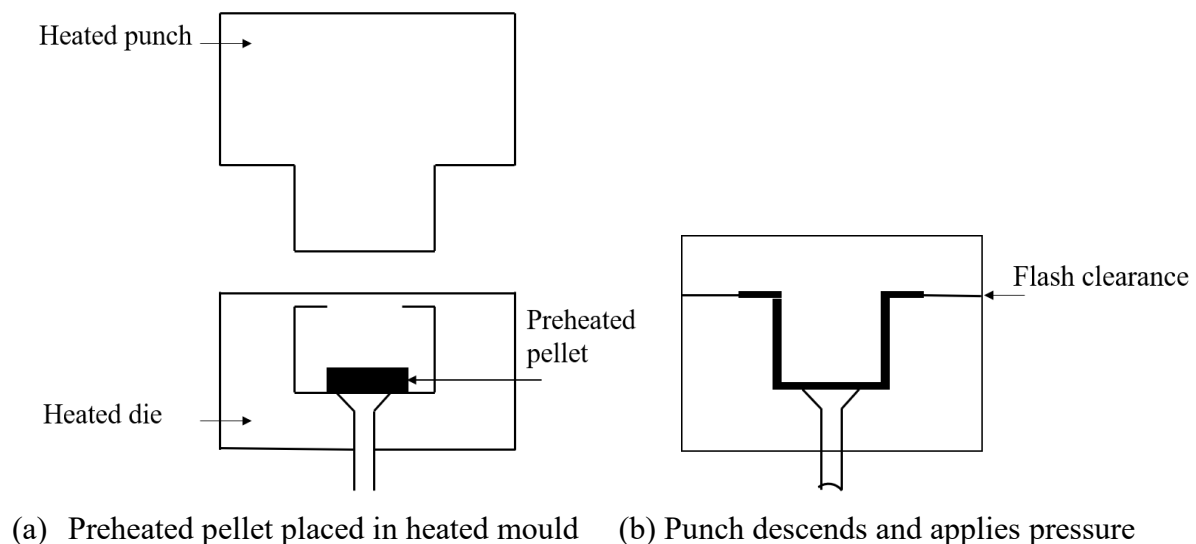 Heated punch
Flash clearance
Preheated
pellet
Heated die
(a) Preheated pellet placed in heated mould
(b) Punch descends and applies pressure